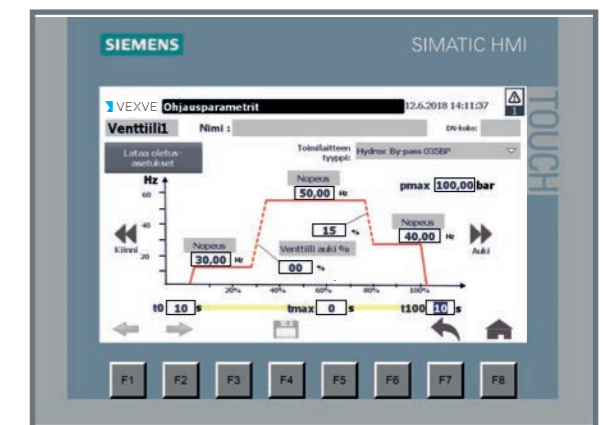 SIEMENS
SIMATIC HMI
TOUCH
VEXVE Ohjausparametrit 12.6.2018 14:11:37
1
Venttiili1 Nimi : DN-koko:
Lataa oletus-
asetukset
Toimilaitteen
tyyppi:
Hydrox By-pass 035BP
Hz
60
40
20
Nopeus
50,00 Hz
pmax 100,00 bar
15 %
Nopeus
40,00 Hz
Kiinni
Auki
Nopeus
30,00 Hz
Venttiili auki %
00 %
20% 40% 60% 80% 100%
t0 10 s tmax 0 s t100 10 s
F1 F2 F3 F4 F5 F6 F7 F8